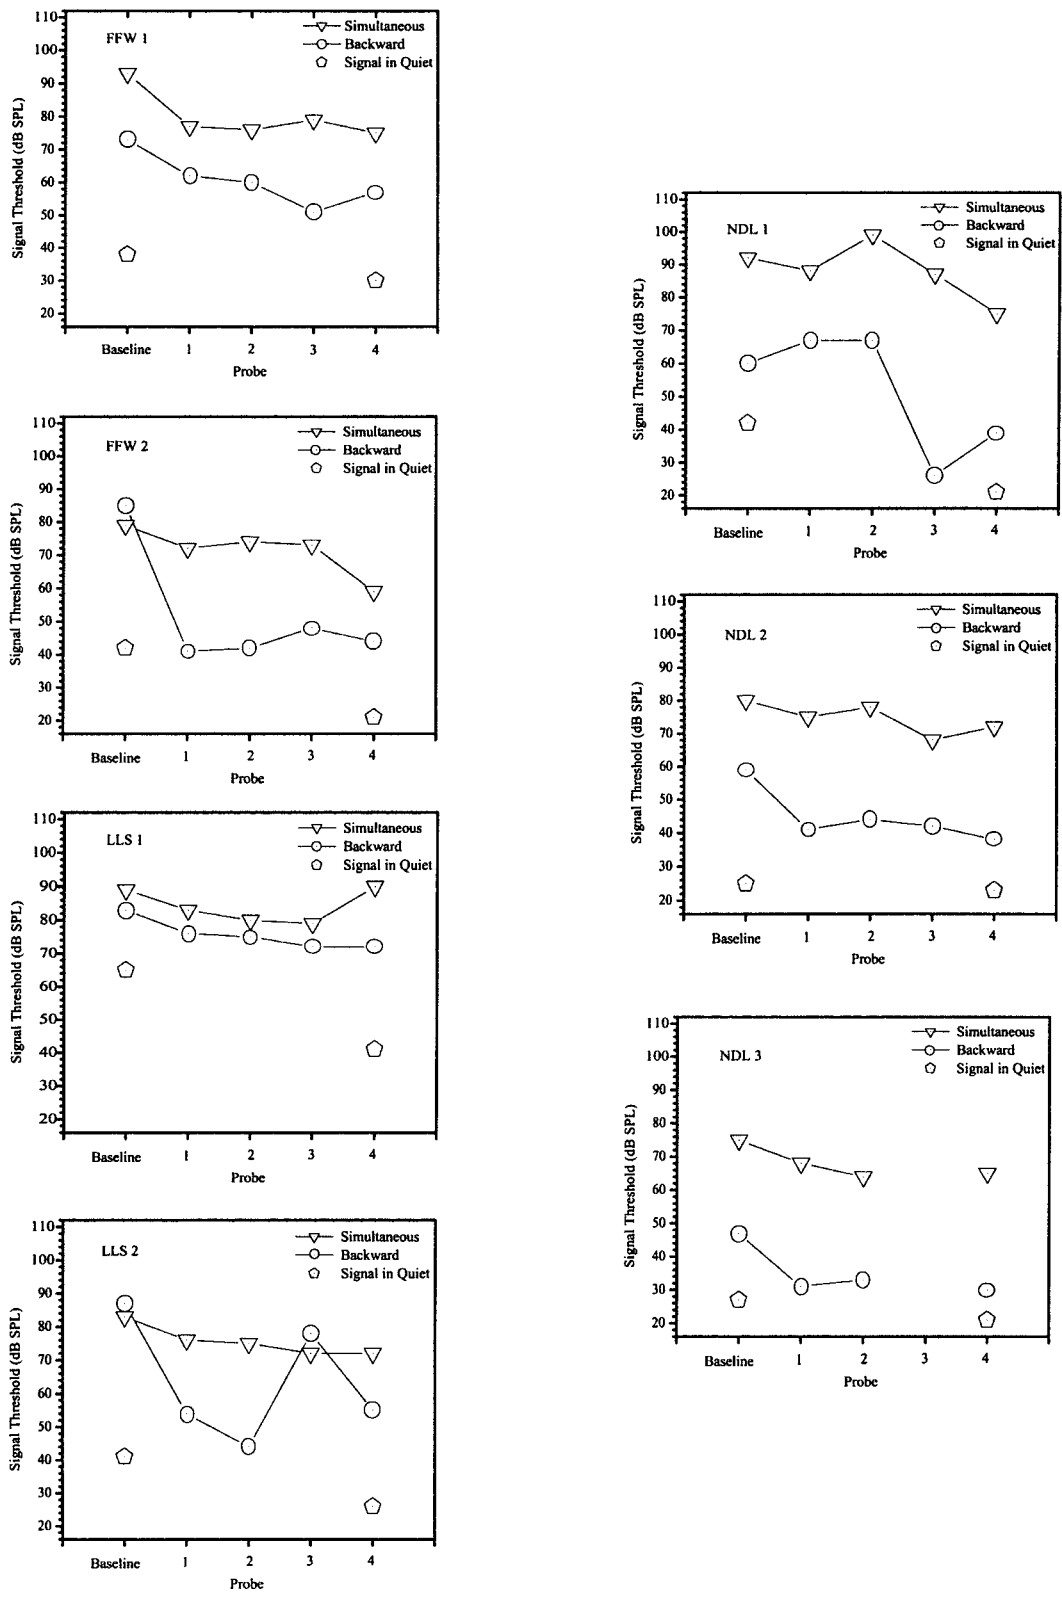 FFW 1
Simultaneous
Backward
Signal in Quiet
110
100
90
80
70
60
50
40
30
20
Signal Threshold (dB SPL)
Baseline 1 2 3 4
Probe
FFW 2
Simultaneous
Backward
Signal in Quiet
110
100
90
80
70
60
50
40
30
20
Signal Threshold (dB SPL)
Baseline 1 2 3 4
Probe
LLS 1
Simultaneous
Backward
Signal in Quiet
110
100
90
80
70
60
50
40
30
20
Signal Threshold (dB SPL)
Baseline 1 2 3 4
Probe
LLS 2
Simultaneous
Backward
Signal in Quiet
110
100
90
80
70
60
50
40
30
20
Signal Threshold (dB SPL)
Baseline 1 2 3 4
Probe
NDL 1
Simultaneous
Backward
Signal in Quiet
110
100
90
80
70
60
50
40
30
20
Signal Threshold (dB SPL)
Baseline 1 2 3 4
Probe
NDL 2
Simultaneous
Backward
Signal in Quiet
110
100
90
80
70
60
50
40
30
20
Signal Threshold (dB SPL)
Baseline 1 2 3 4
Probe
NDL 3
Simultaneous
Backward
Signal in Quiet
110
100
90
80
70
60
50
40
30
20
Signal Threshold (dB SPL)
Baseline 1 2 3 4
Probe